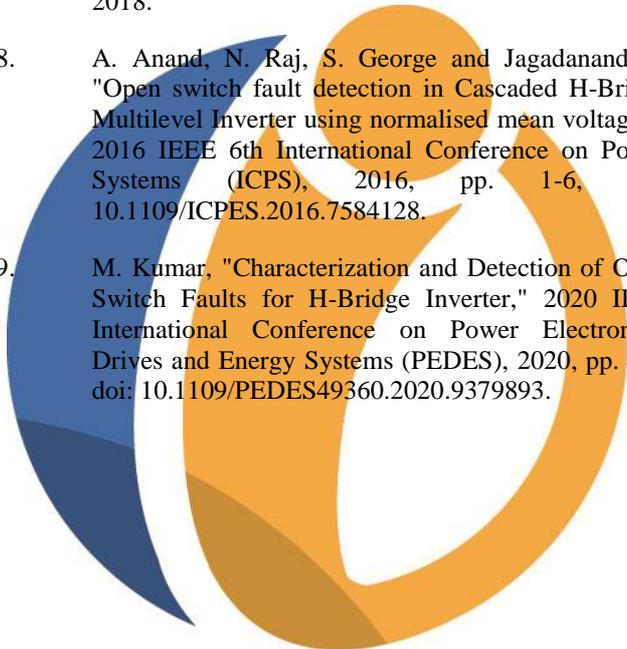 2018.
8. A. Anand, N. Raj, S. George and Jagadanand
"Open switch fault detection in Cascaded H-Bri
Multilevel Inverter using normalised mean voltag
2016 IEEE 6th International Conference on Po
Systems (ICPS), 2016, pp. 1-6,
10.1109/ICPES.2016.7584128.
9. M. Kumar, "Characterization and Detection of O
Switch Faults for H-Bridge Inverter," 2020 IE
International Conference on Power Electron
Drives and Energy Systems (PEDES), 2020, pp.
doi: 10.1109/PEDES49360.2020.9379893.